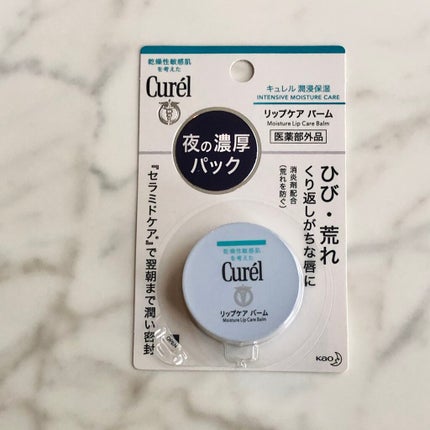 乾燥性敏感肌
を考えた
Curél
キュレル 潤浸保湿
INTENSIVE MOISTURE CARE
リップケア バーム
Moisture Lip Care Balm
医薬部外品
夜の濃厚
パック
ひび・荒れ
くり返しがちな唇に
消炎剤配合
(荒れを防ぐ)
『セラミドケア』で翌朝まで潤い密封
乾燥性敏感肌
を考えた
Curél
リップケア バーム
Moisture Lip Care Balm
OPEN
Kao